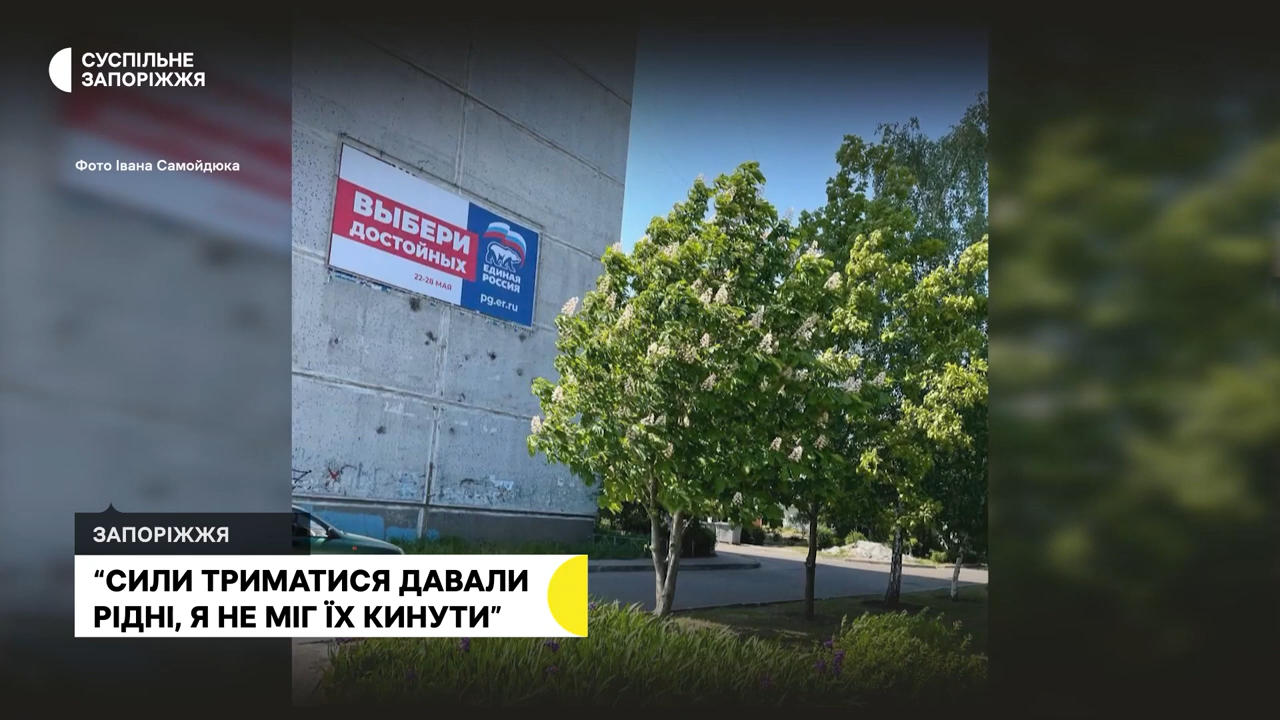 СУСПІЛЬНЕ
ЗАПОРІЖЖЯ
Фото Івана Самойдюка
ВЫБЕРИ
ДОСТОЙНЫХ
22-28 МАЯ
ЕДИНАЯ
РОССИЯ
pg.er.ru
ЗАПОРІЖЖЯ
“СИЛИ ТРИМАТИСЯ ДАВАЛИ
РІДНІ, Я НЕ МІГ ЇХ КИНУТИ”